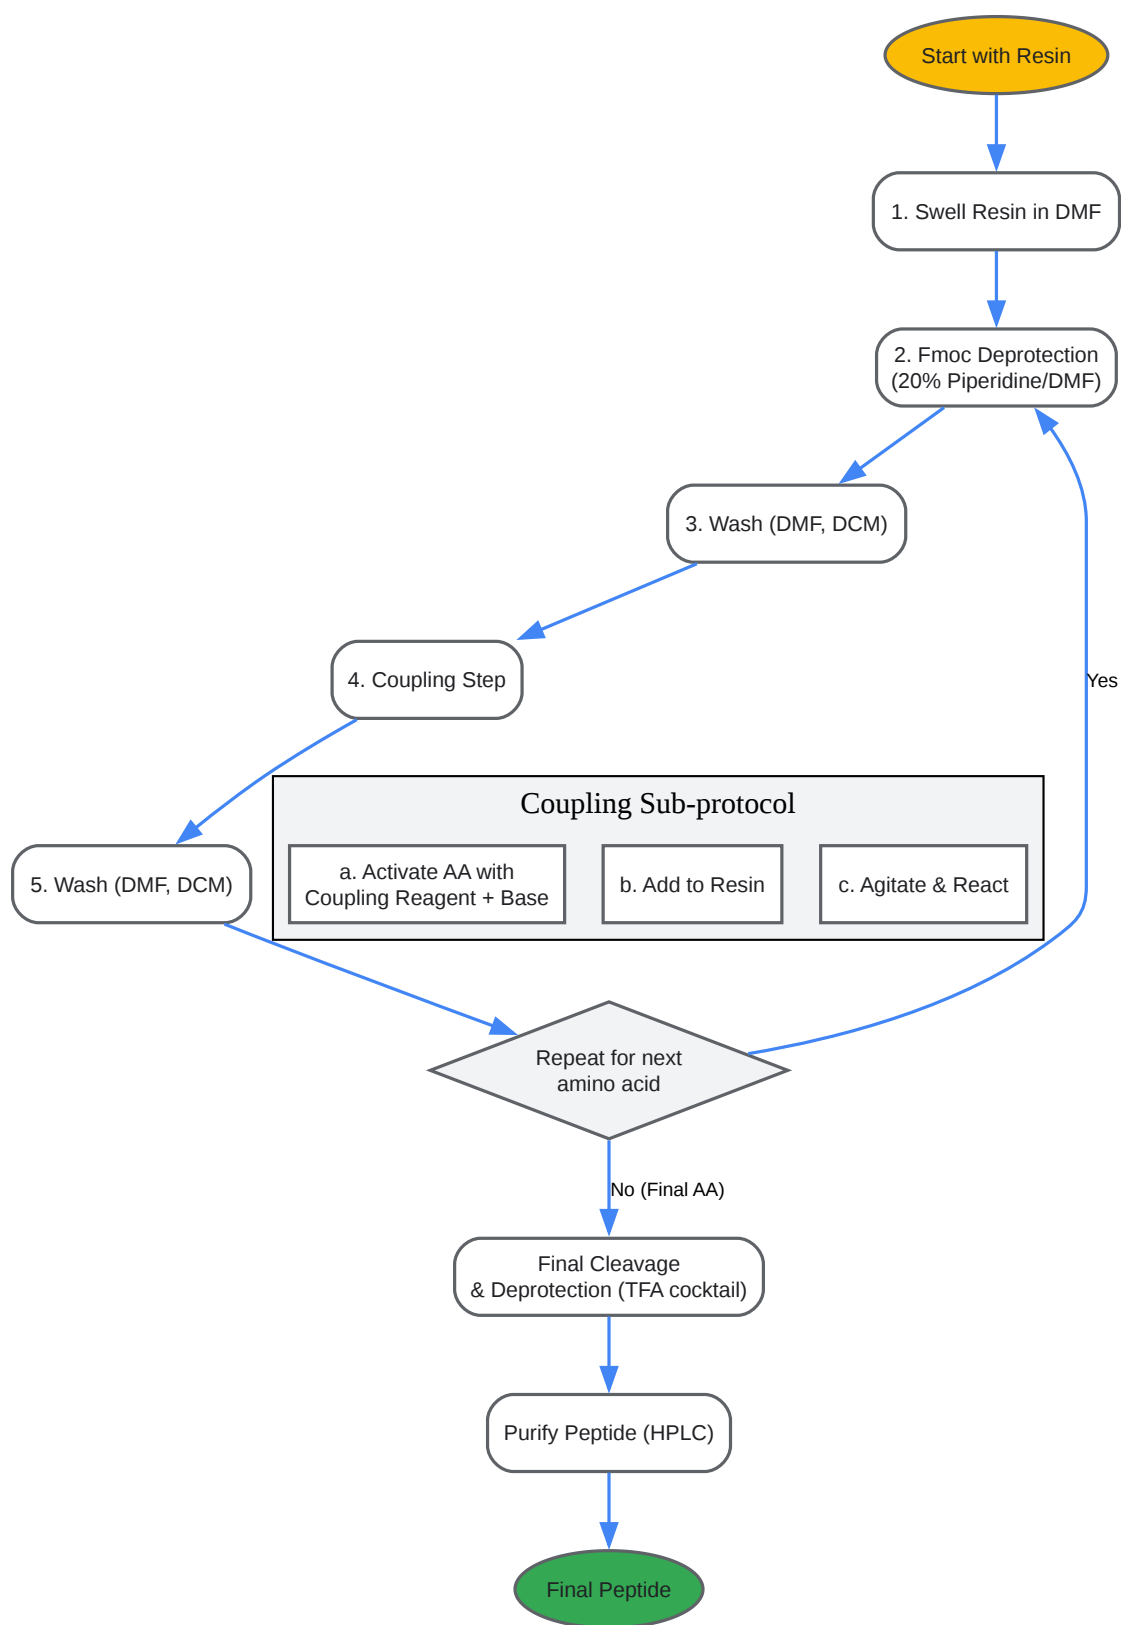 Start with Resin
1. Swell Resin in DMF
2. Fmoc Deprotection
(20% Piperidine/DMF)
3. Wash (DMF, DCM)
4. Coupling Step
Yes
Coupling Sub-protocol
5. Wash (DMF, DCM)
a. Activate AA with
Coupling Reagent + Base
b. Add to Resin
c. Agitate & React
Repeat for next
amino acid
No (Final AA)
Final Cleavage
& Deprotection (TFA cocktail)
Purify Peptide (HPLC)
Final Peptide